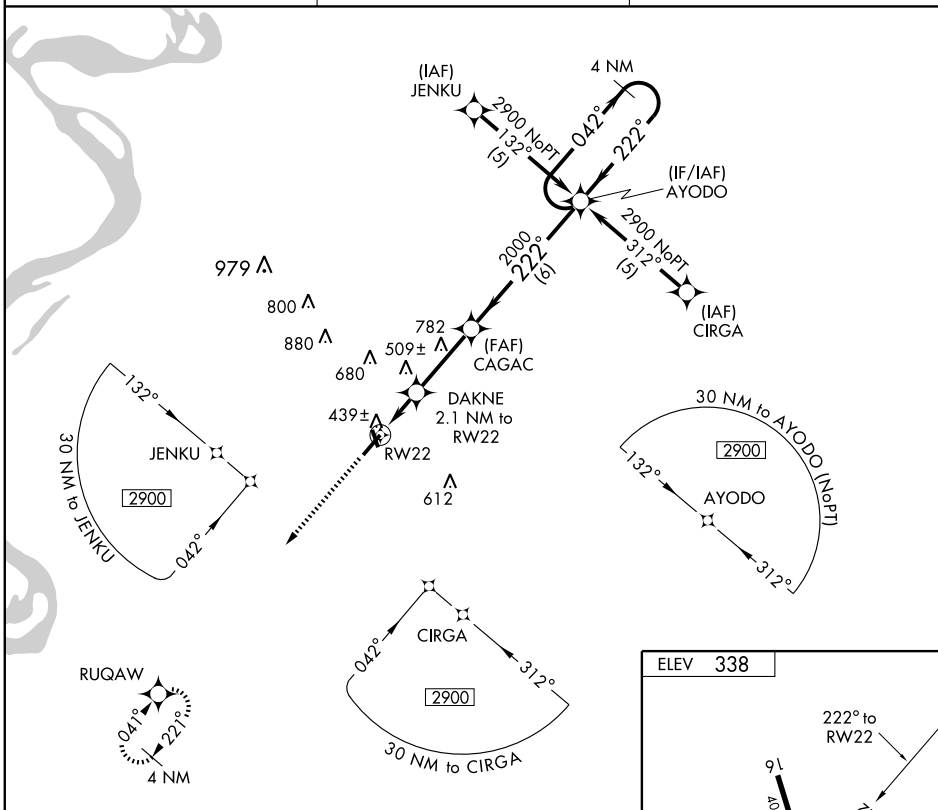 4 NM
(IAF)
JENKU
2900 NoPT
132°
(5)
042°
222°
(IF/IAF)
AYODO
2900 NoPT
312°
(5)
(IAF)
CIRGA
2000
222°
(6)
979
800
880
782
509±
680
(FAF)
CAGAC
439±
DAKNE
2.1 NM to
RW22
RW22
612
132°
JENKU
2900
042°
30 NM to JENKU
30 NM to AYODO (NoPT)
2900
132°
AYODO
312°
CIRGA
042°
312°
2900
30 NM to CIRGA
RUQAW
041°
221°
4 NM
ELEV 338
222° to
RW22
16